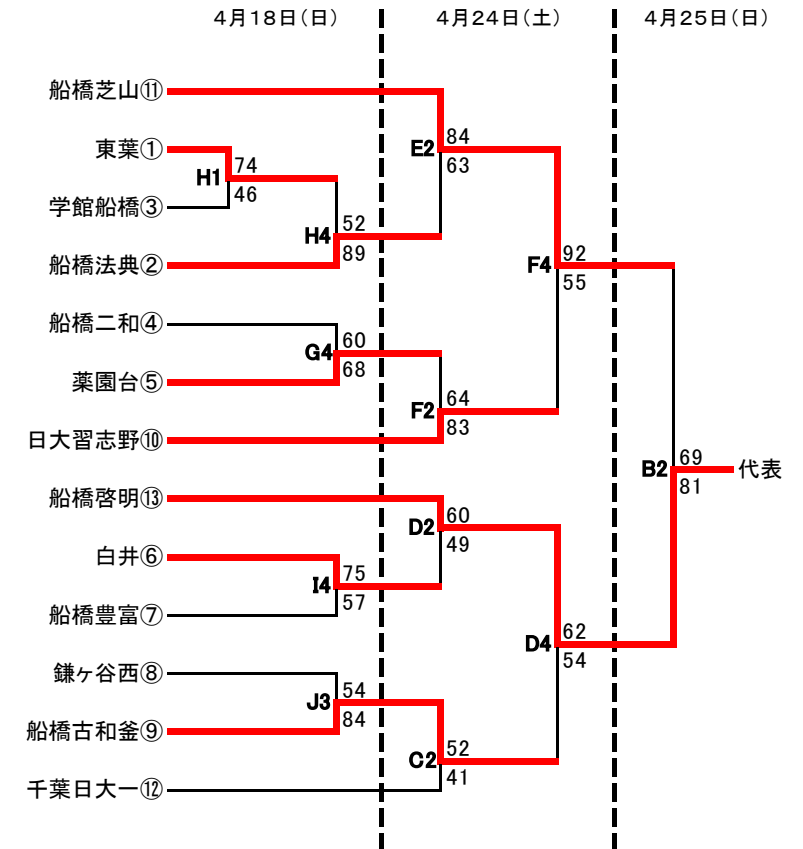 ４月１８日（日） ４月２４日（土） ４月２５日（日）
船橋芝山⑪
84
E2
63
東葉①
74
H1
46
学館船橋③
52
H4
89
船橋法典②
92
F4
55
船橋二和④
60
G4
68
薬園台⑤
64
F2
83
日大習志野⑩
69
B2 代表
81
船橋啓明⑬
60
D2
49
白井⑥
75
I4
57
船橋豊富⑦
62
D4
54
鎌ヶ谷西⑧
54
J3
84
船橋古和釜⑨
52
C2
41
千葉日大一⑫